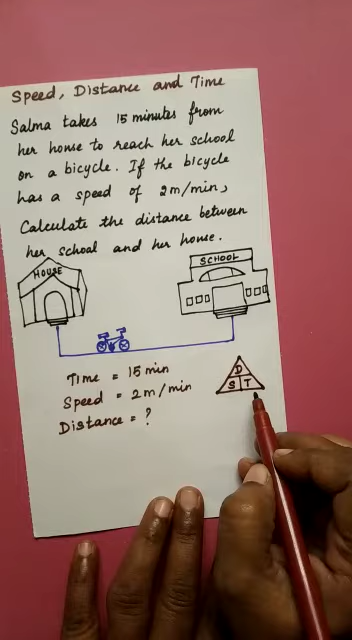 Speed, Distance and Time
Salma takes 15 minutes from
her house to reach her school
on a bicycle. If the bicycle
has a speed of 2m/min,
Calculate the distance between
her school and her house.
HOUSE
SCHOOL
Time = 15 min
Speed = 2m/min
Distance = ?
D
S T